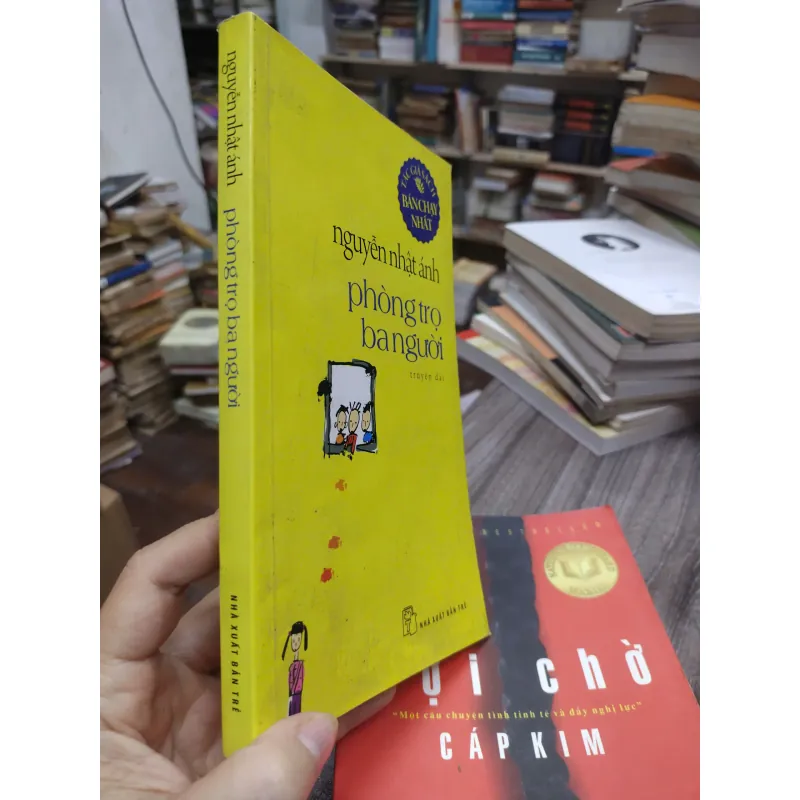 nguyễn nhật ánh phòng trọ ba người
NHÀ XUẤT BẢN TRẺ
TÁC GIẢ SÁCH
BÁN CHẠY
NHẤT
nguyễn nhật ánh
phòng trọ
ba người
truyện dài
NHÀ XUẤT BẢN TRẺ
BESTSELLER
ợi chờ
“Một câu chuyện tình tinh tế và đầy nghị lực”
CÁP KIM